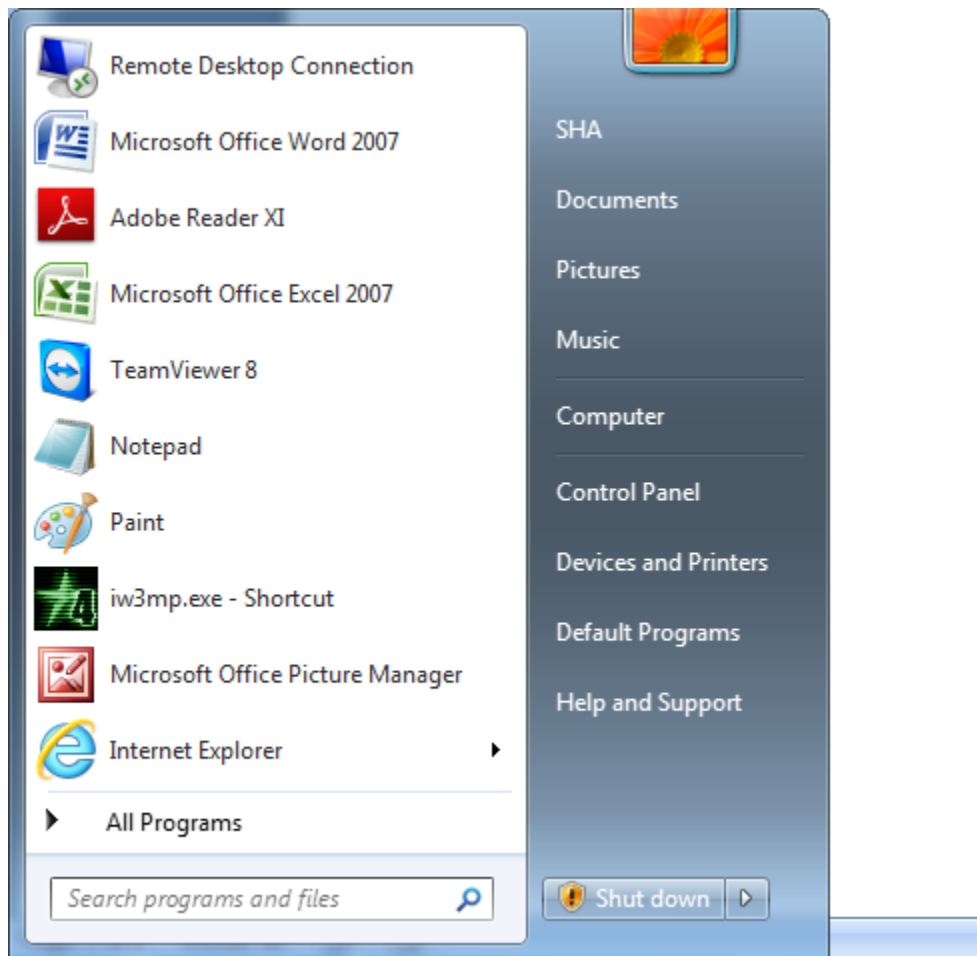 Remote Desktop Connection
Microsoft Office Word 2007
Adobe Reader XI
Microsoft Office Excel 2007
TeamViewer 8
Notepad
Paint
iw3mp.exe - Shortcut
Microsoft Office Picture Manager
Internet Explorer
All Programs
Search programs and files
SHA
Documents
Pictures
Music
Computer
Control Panel
Devices and Printers
Default Programs
Help and Support
Shut down